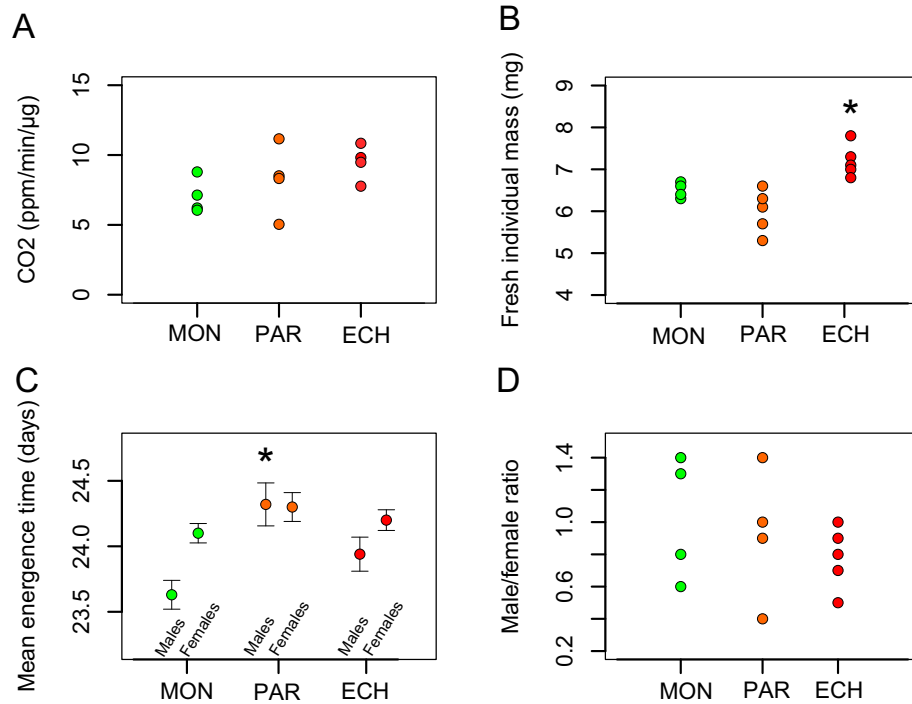 A
CO2 (ppm/min/µg)
15
10
5
0
MON PAR ECH
B
Fresh individual mass (mg)
9
8
7
6
5
4
*
MON PAR ECH
C
Mean energence time (days)
24.5
24.0
23.5
*
Males Females Males Females Males Females
MON PAR ECH
D
Male/female ratio
1.4
1.0
0.6
0.2
MON PAR ECH